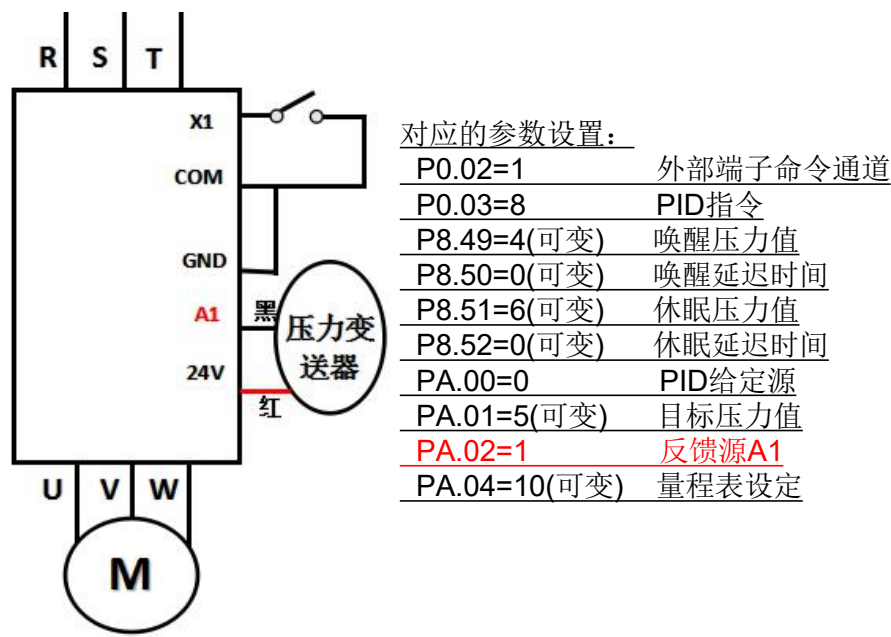 R S T
X1
COM
GND
A1
24V
黑
红
压力变
送器
U V W
M
对应的参数设置：
P0.02=1 外部端子命令通道
P0.03=8 PID指令
P8.49=4(可变) 唤醒压力值
P8.50=0(可变) 唤醒延迟时间
P8.51=6(可变) 休眠压力值
P8.52=0(可变) 休眠延迟时间
PA.00=0 PID给定源
PA.01=5(可变) 目标压力值
PA.02=1 反馈源A1
PA.04=10(可变) 量程表设定